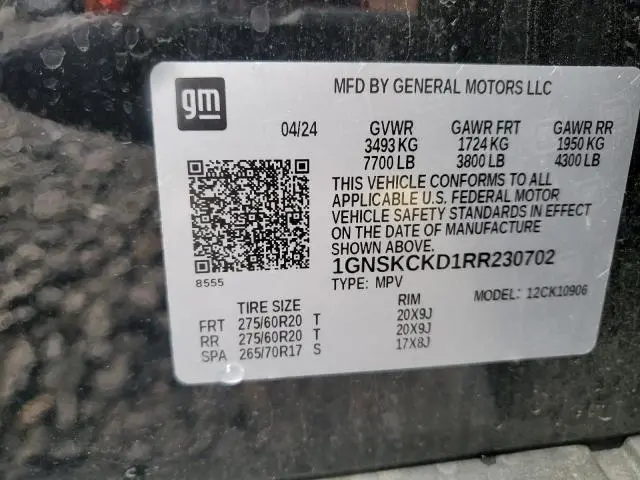 gm
MFD BY GENERAL MOTORS LLC
04/24 GVWR GAWR FRT GAWR RR
3493 KG 1724 KG 1950 KG
7700 LB 3800 LB 4300 LB
THIS VEHICLE CONFORMS TO ALL
APPLICABLE U.S. FEDERAL MOTOR
VEHICLE SAFETY STANDARDS IN EFFECT
ON THE DATE OF MANUFACTURE
SHOWN ABOVE.
8555
1GNSKCKD1RR230702
TYPE: MPV MODEL: 12CK10906
TIRE SIZE RIM
FRT 275/60R20 T 20X9J
RR 275/60R20 T 20X9J
SPA 265/70R17 S 17X8J